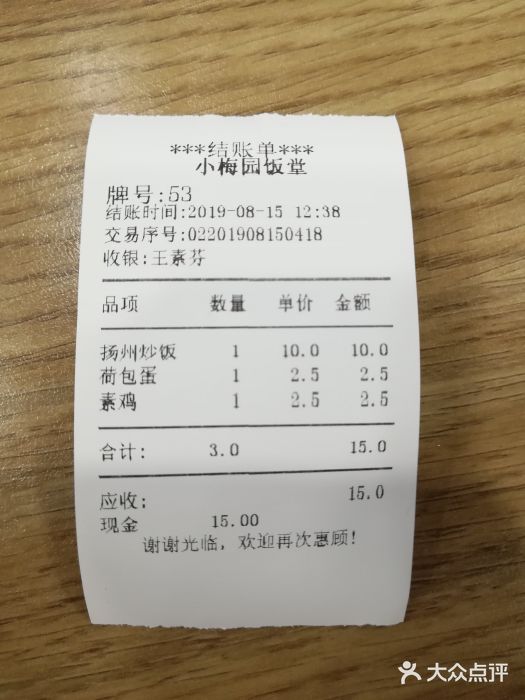 ***结账单***
小梅园饭堂
牌号:53
结账时间:2019-08-15 12:38
交易序号:02201908150418
收银:王素芬
品项 数量 单价 金额
扬州炒饭 1 10.0 10.0
荷包蛋 1 2.5 2.5
素鸡 1 2.5 2.5
合计: 3.0 15.0
应收: 15.0
现金 15.00
谢谢光临, 欢迎再次惠顾!
大众点评